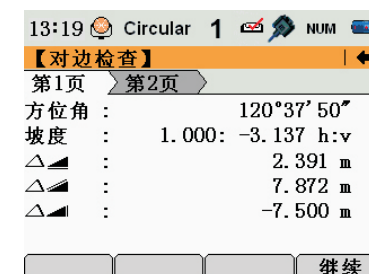 13:19 Circular 1 NUM
【对边检查】
第1页 第2页
方位角 : 120°37′50″
坡度 : 1.000: -3.137 h:v
: 2.391 m
: 7.872 m
: -7.500 m
继续